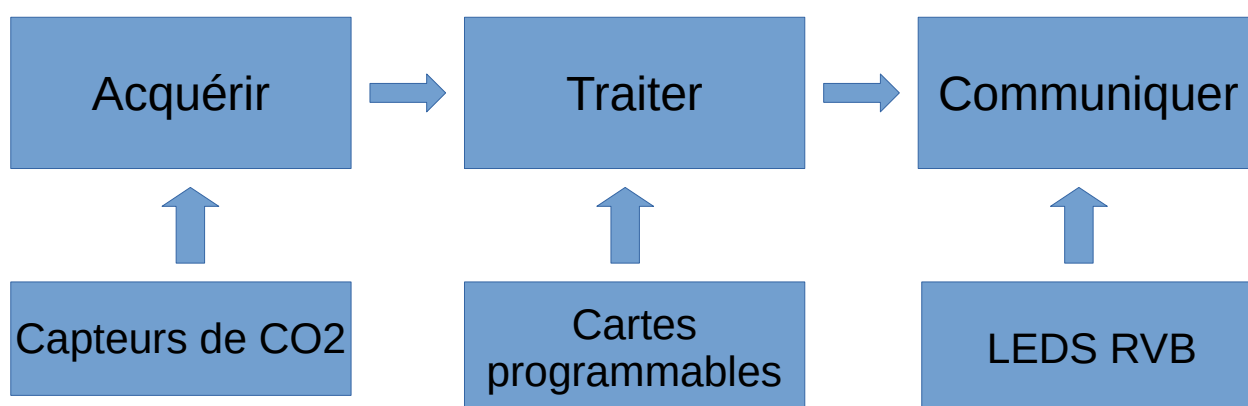 Acquérir
Traiter
Communiquer
Capteurs de CO2
Cartes
programmables
LEDS RVB